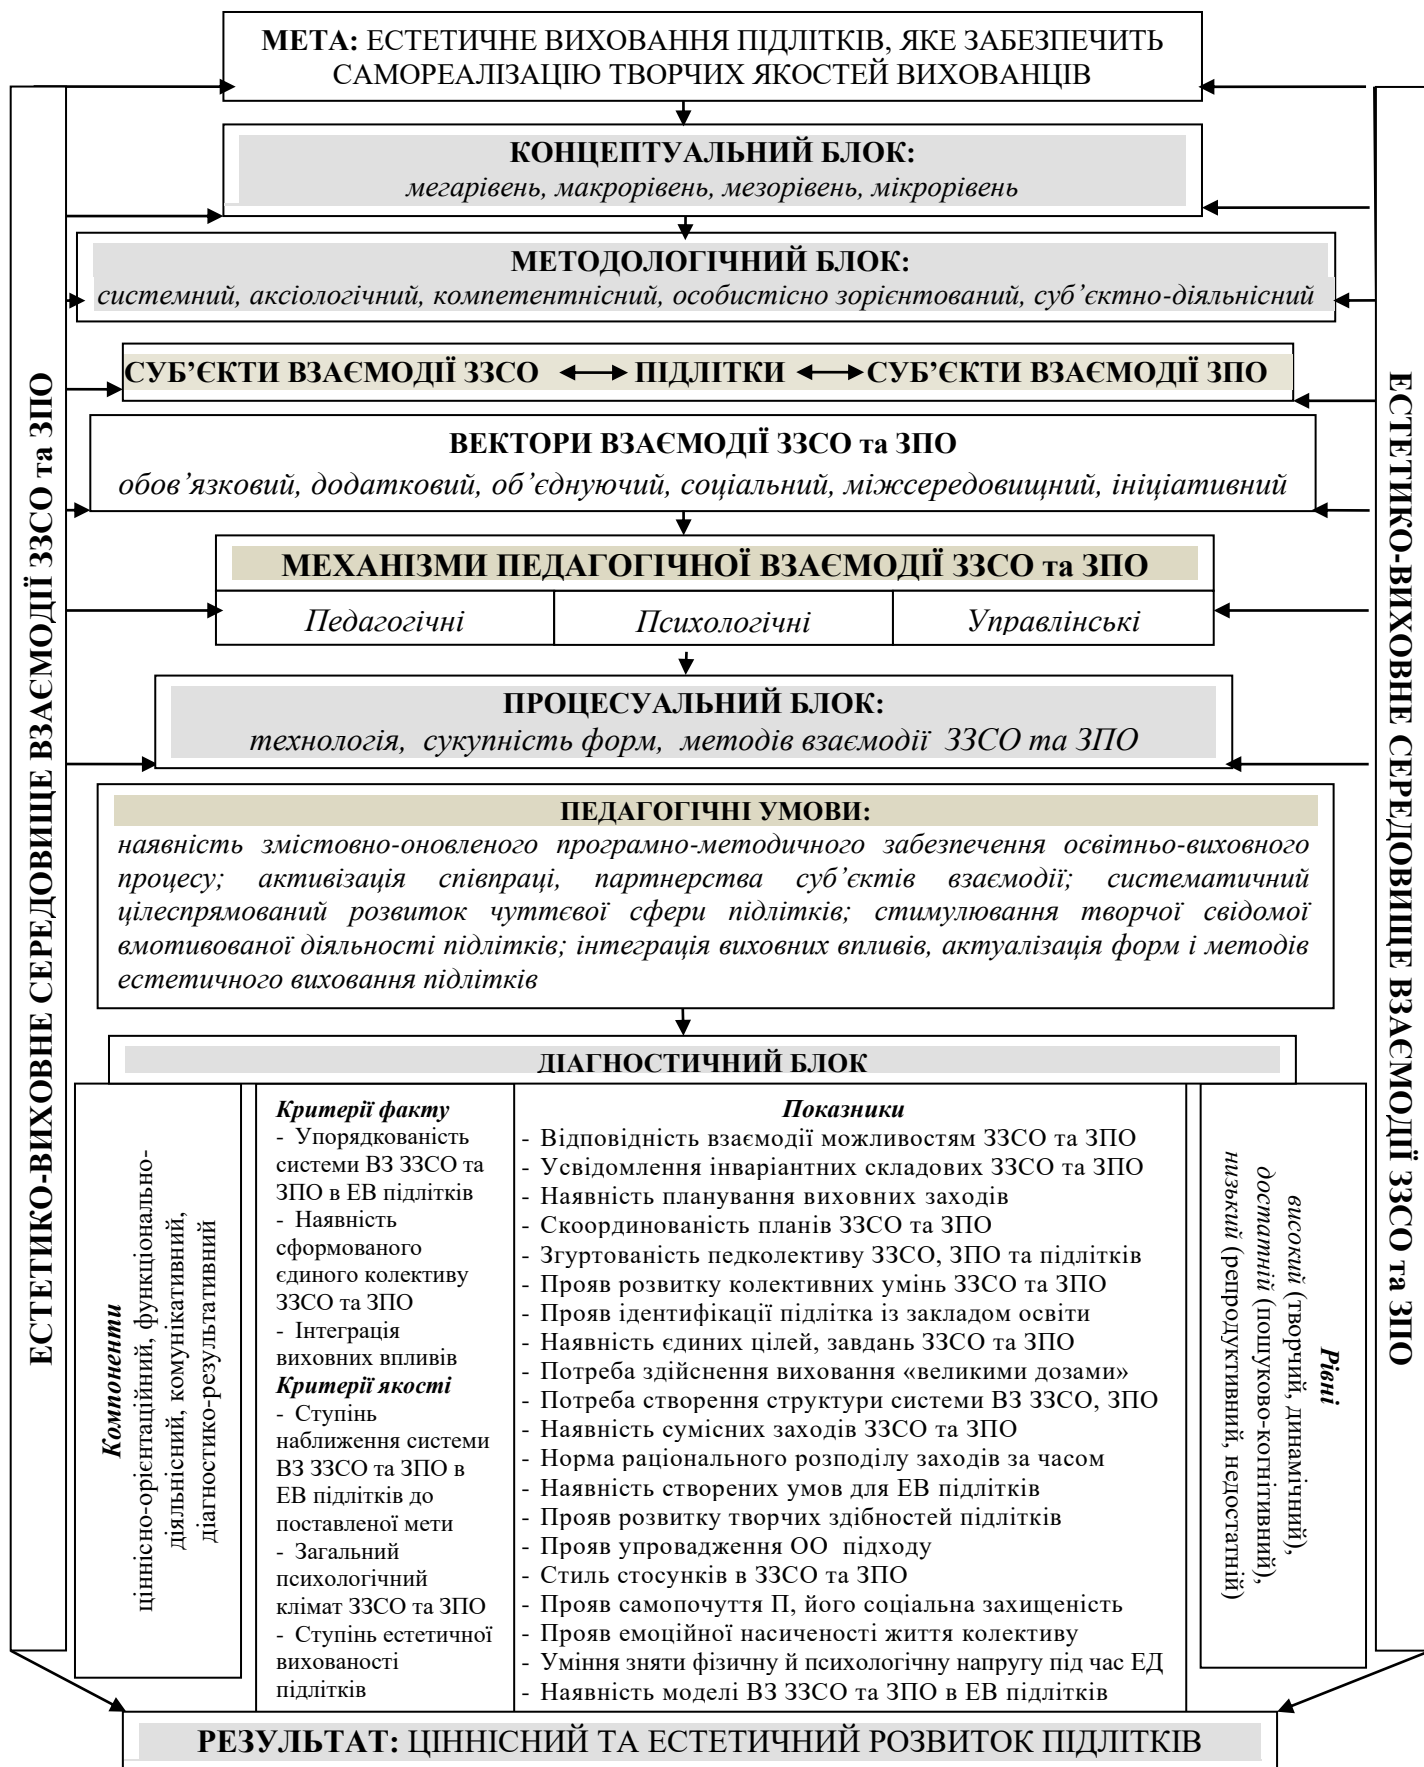 МЕТА: ЕСТЕТИЧНЕ ВИХОВАННЯ ПІДЛІТКІВ, ЯКЕ ЗАБЕЗПЕЧИТЬ
САМОРЕАЛІЗАЦІЮ ТВОРЧИХ ЯКОСТЕЙ ВИХОВАНЦІВ
ЕСТЕТИКО-ВИХОВНЕ СЕРЕДОВИЩЕ ВЗАЄМОДІЇ ЗЗСО та ЗПО
КОНЦЕПТУАЛЬНИЙ БЛОК:
мегарівень, макрорівень, мезорівень, мікрорівень
МЕТОДОЛОГІЧНИЙ БЛОК:
системний, аксіологічний, компетентнісний, особистісно зорієнтований, суб’єктно-діяльнісний
СУБ’ЄКТИ ВЗАЄМОДІЇ ЗЗСО ⟷ ПІДЛІТКИ ⟷ СУБ’ЄКТИ ВЗАЄМОДІЇ ЗПО
ВЕКТОРИ ВЗАЄМОДІЇ ЗЗСО та ЗПО
обов’язковий, додатковий, об’єднуючий, соціальний, міжсередовищний, ініціативний
МЕХАНІЗМИ ПЕДАГОГІЧНОЇ ВЗАЄМОДІЇ ЗЗСО та ЗПО
Педагогічні
Психологічні
Управлінські
ПРОЦЕСУАЛЬНИЙ БЛОК:
технологія, сукупність форм, методів взаємодії ЗЗСО та ЗПО
ПЕДАГОГІЧНІ УМОВИ:
наявність змістовно-оновленого програмно-методичного забезпечення освітньо-виховного
процесу; активізація співпраці, партнерства суб’єктів взаємодії; систематичний
цілеспрямований розвиток чуттєвої сфери підлітків; стимулювання творчої свідомої
вмотивованої діяльності підлітків; інтеграція виховних впливів, актуалізація форм і методів
естетичного виховання підлітків
ДІАГНОСТИЧНИЙ БЛОК
Компоненти
ціннісно-орієнтаційний, функціонально-
діяльнісний, комунікативний,
діагностико-результативний
Критерії факту
- Упорядкованість
системи ВЗ ЗЗСО та
ЗПО в ЕВ підлітків
- Наявність
сформованого
єдиного колективу
ЗЗСО та ЗПО
- Інтеграція
виховних впливів
Критерії якості
- Ступінь
наближення системи
ВЗ ЗЗСО та ЗПО в
ЕВ підлітків до
поставленої мети
- Загальний
психологічний
клімат ЗЗСО та ЗПО
- Ступінь естетичної
вихованості
підлітків
Показники
- Відповідність взаємодії можливостям ЗЗСО та ЗПО
- Усвідомлення інваріантних складових ЗЗСО та ЗПО
- Наявність планування виховних заходів
- Скоординованість планів ЗЗСО та ЗПО
- Згуртованість педколективу ЗЗСО, ЗПО та підлітків
- Прояв розвитку колективних умінь ЗЗСО та ЗПО
- Прояв ідентифікації підлітка із закладом освіти
- Наявність єдиних цілей, завдань ЗЗСО та ЗПО
- Потреба здійснення виховання «великими дозами»
- Потреба створення структури системи ВЗ ЗЗСО, ЗПО
- Наявність сумісних заходів ЗЗСО та ЗПО
- Норма раціонального розподілу заходів за часом
- Наявність створених умов для ЕВ підлітків
- Прояв розвитку творчих здібностей підлітків
- Прояв упровадження ОО підходу
- Стиль стосунків в ЗЗСО та ЗПО
- Прояв самопочуття П, його соціальна захищеність
- Прояв емоційної насиченості життя колективу
- Уміння зняти фізичну й психологічну напругу під час ЕД
- Наявність моделі ВЗ ЗЗСО та ЗПО в ЕВ підлітків
Рівні
високий (творчий, динамічний),
достатній (пошуково-когнітивний),
низький (репродуктивний, недостатній)
ЕСТЕТИКО-ВИХОВНЕ СЕРЕДОВИЩЕ ВЗАЄМОДІЇ ЗЗСО та ЗПО
РЕЗУЛЬТАТ: ЦІННІСНИЙ ТА ЕСТЕТИЧНИЙ РОЗВИТОК ПІДЛІТКІВ